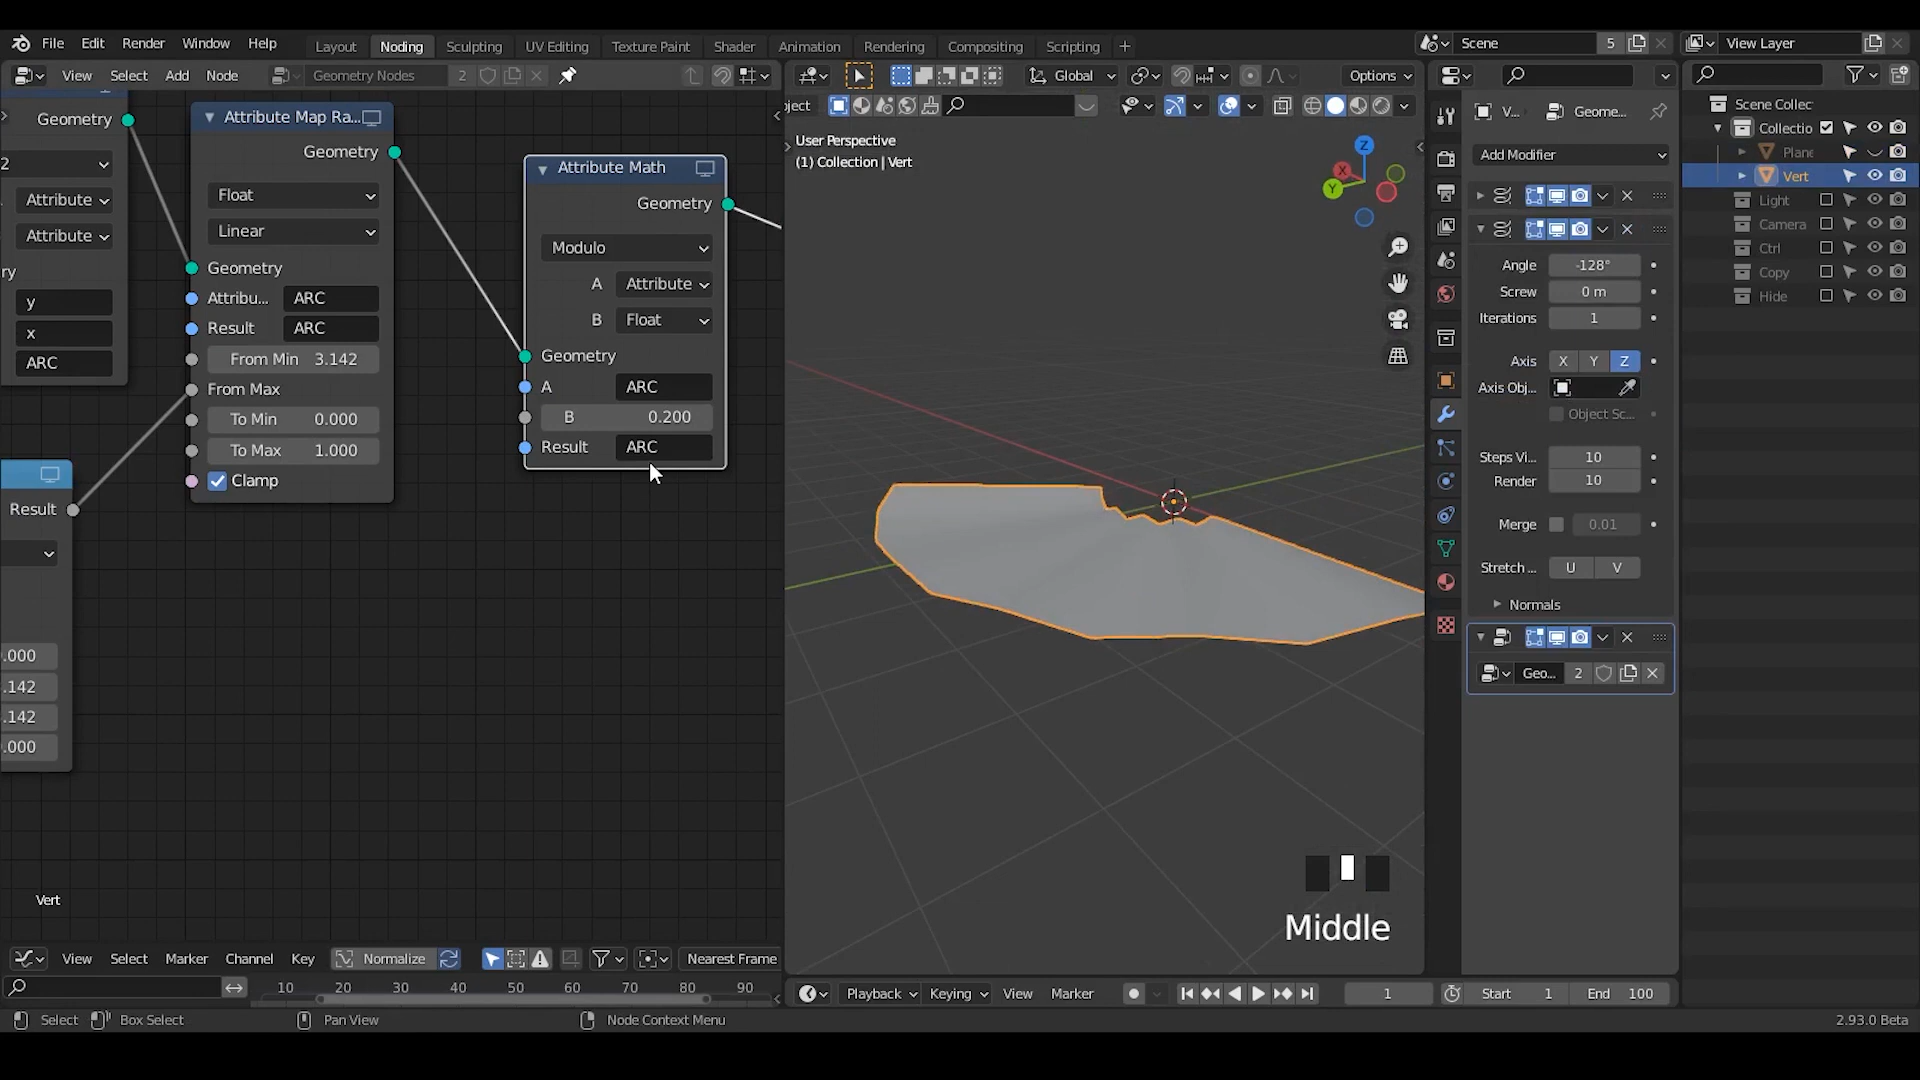 File Edit Render Window Help Layout Noding Sculpting UV Editing Texture Paint Shader Animation Rendering Compositing Scripting + Scene 5 View Layer
View Select Add Node Geometry Nodes 2 Global Options
ject
Geometry
Attribute Map Ra...
Geometry
Float
Linear
Geometry
Attribu... ARC
Result ARC
From Min 3.142
From Max
To Min 0.000
To Max 1.000
Clamp
2
Attribute
Attribute
ry
y
x
ARC
Result
.000
.142
.142
.000
Attribute Math
Geometry
Modulo
A Attribute
B Float
Geometry
A ARC
B 0.200
Result ARC
Vert
User Perspective
(1) Collection | Vert
Z
X
Y
Middle
V... Geome...
Add Modifier
Angle -128°
Screw 0 m
Iterations 1
Axis X Y Z
Axis Obj...
Object Sc...
Steps Vi... 10
Render 10
Merge 0.01
Stretch ... U V
Normals
Geo... 2
Scene Collec
Collectio
Plane
Vert
Light
Camera
Ctrl
Copy
Hide
View Select Marker Channel Key Normalize Nearest Frame
10 20 30 40 50 60 70 80 90
Playback Keying View Marker 1 Start 1 End 100
Select Box Select Pan View Node Context Menu 2.93.0 Beta